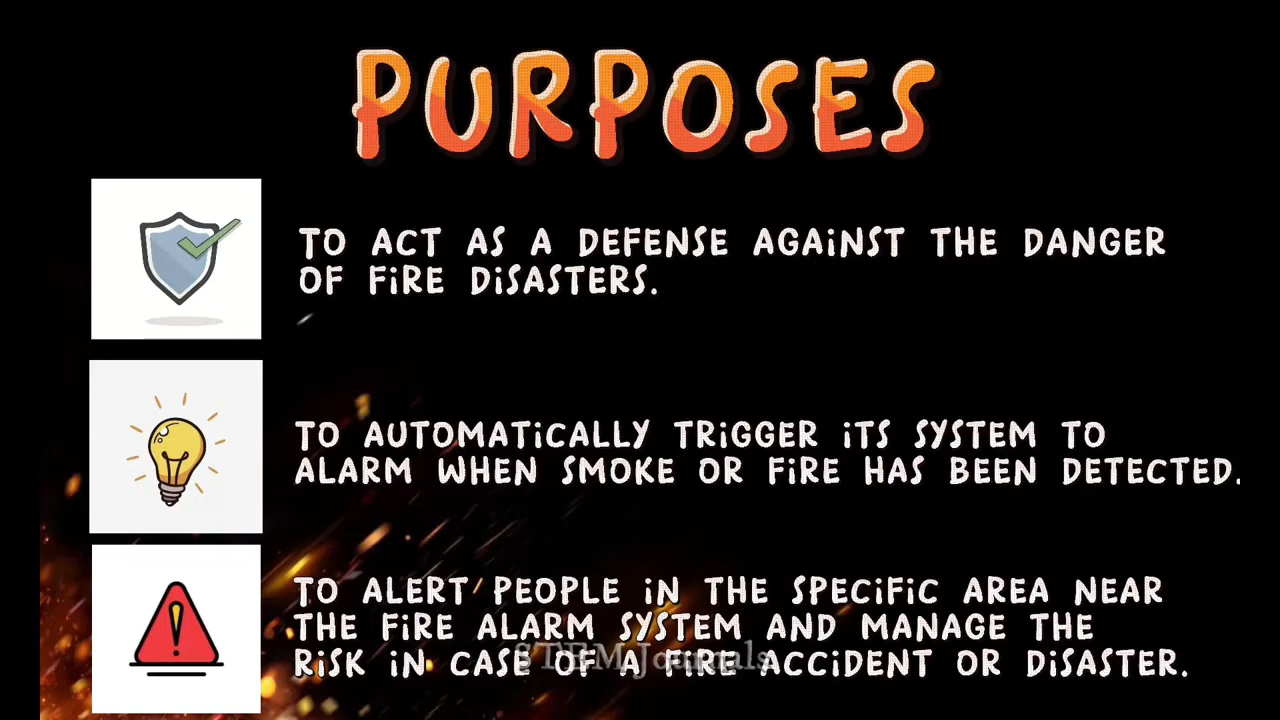 PURPOSES
TO ACT AS A DEFENSE AGAINST THE DANGER
OF FIRE DISASTERS.
TO AUTOMATICALLY TRIGGER ITS SYSTEM TO
ALARM WHEN SMOKE OR FIRE HAS BEEN DETECTED.
TO ALERT PEOPLE IN THE SPECIFIC AREA NEAR
THE FIRE ALARM SYSTEM AND MANAGE THE
RISK IN CASE OF A FIRE ACCIDENT OR DISASTER.
STEM Journals